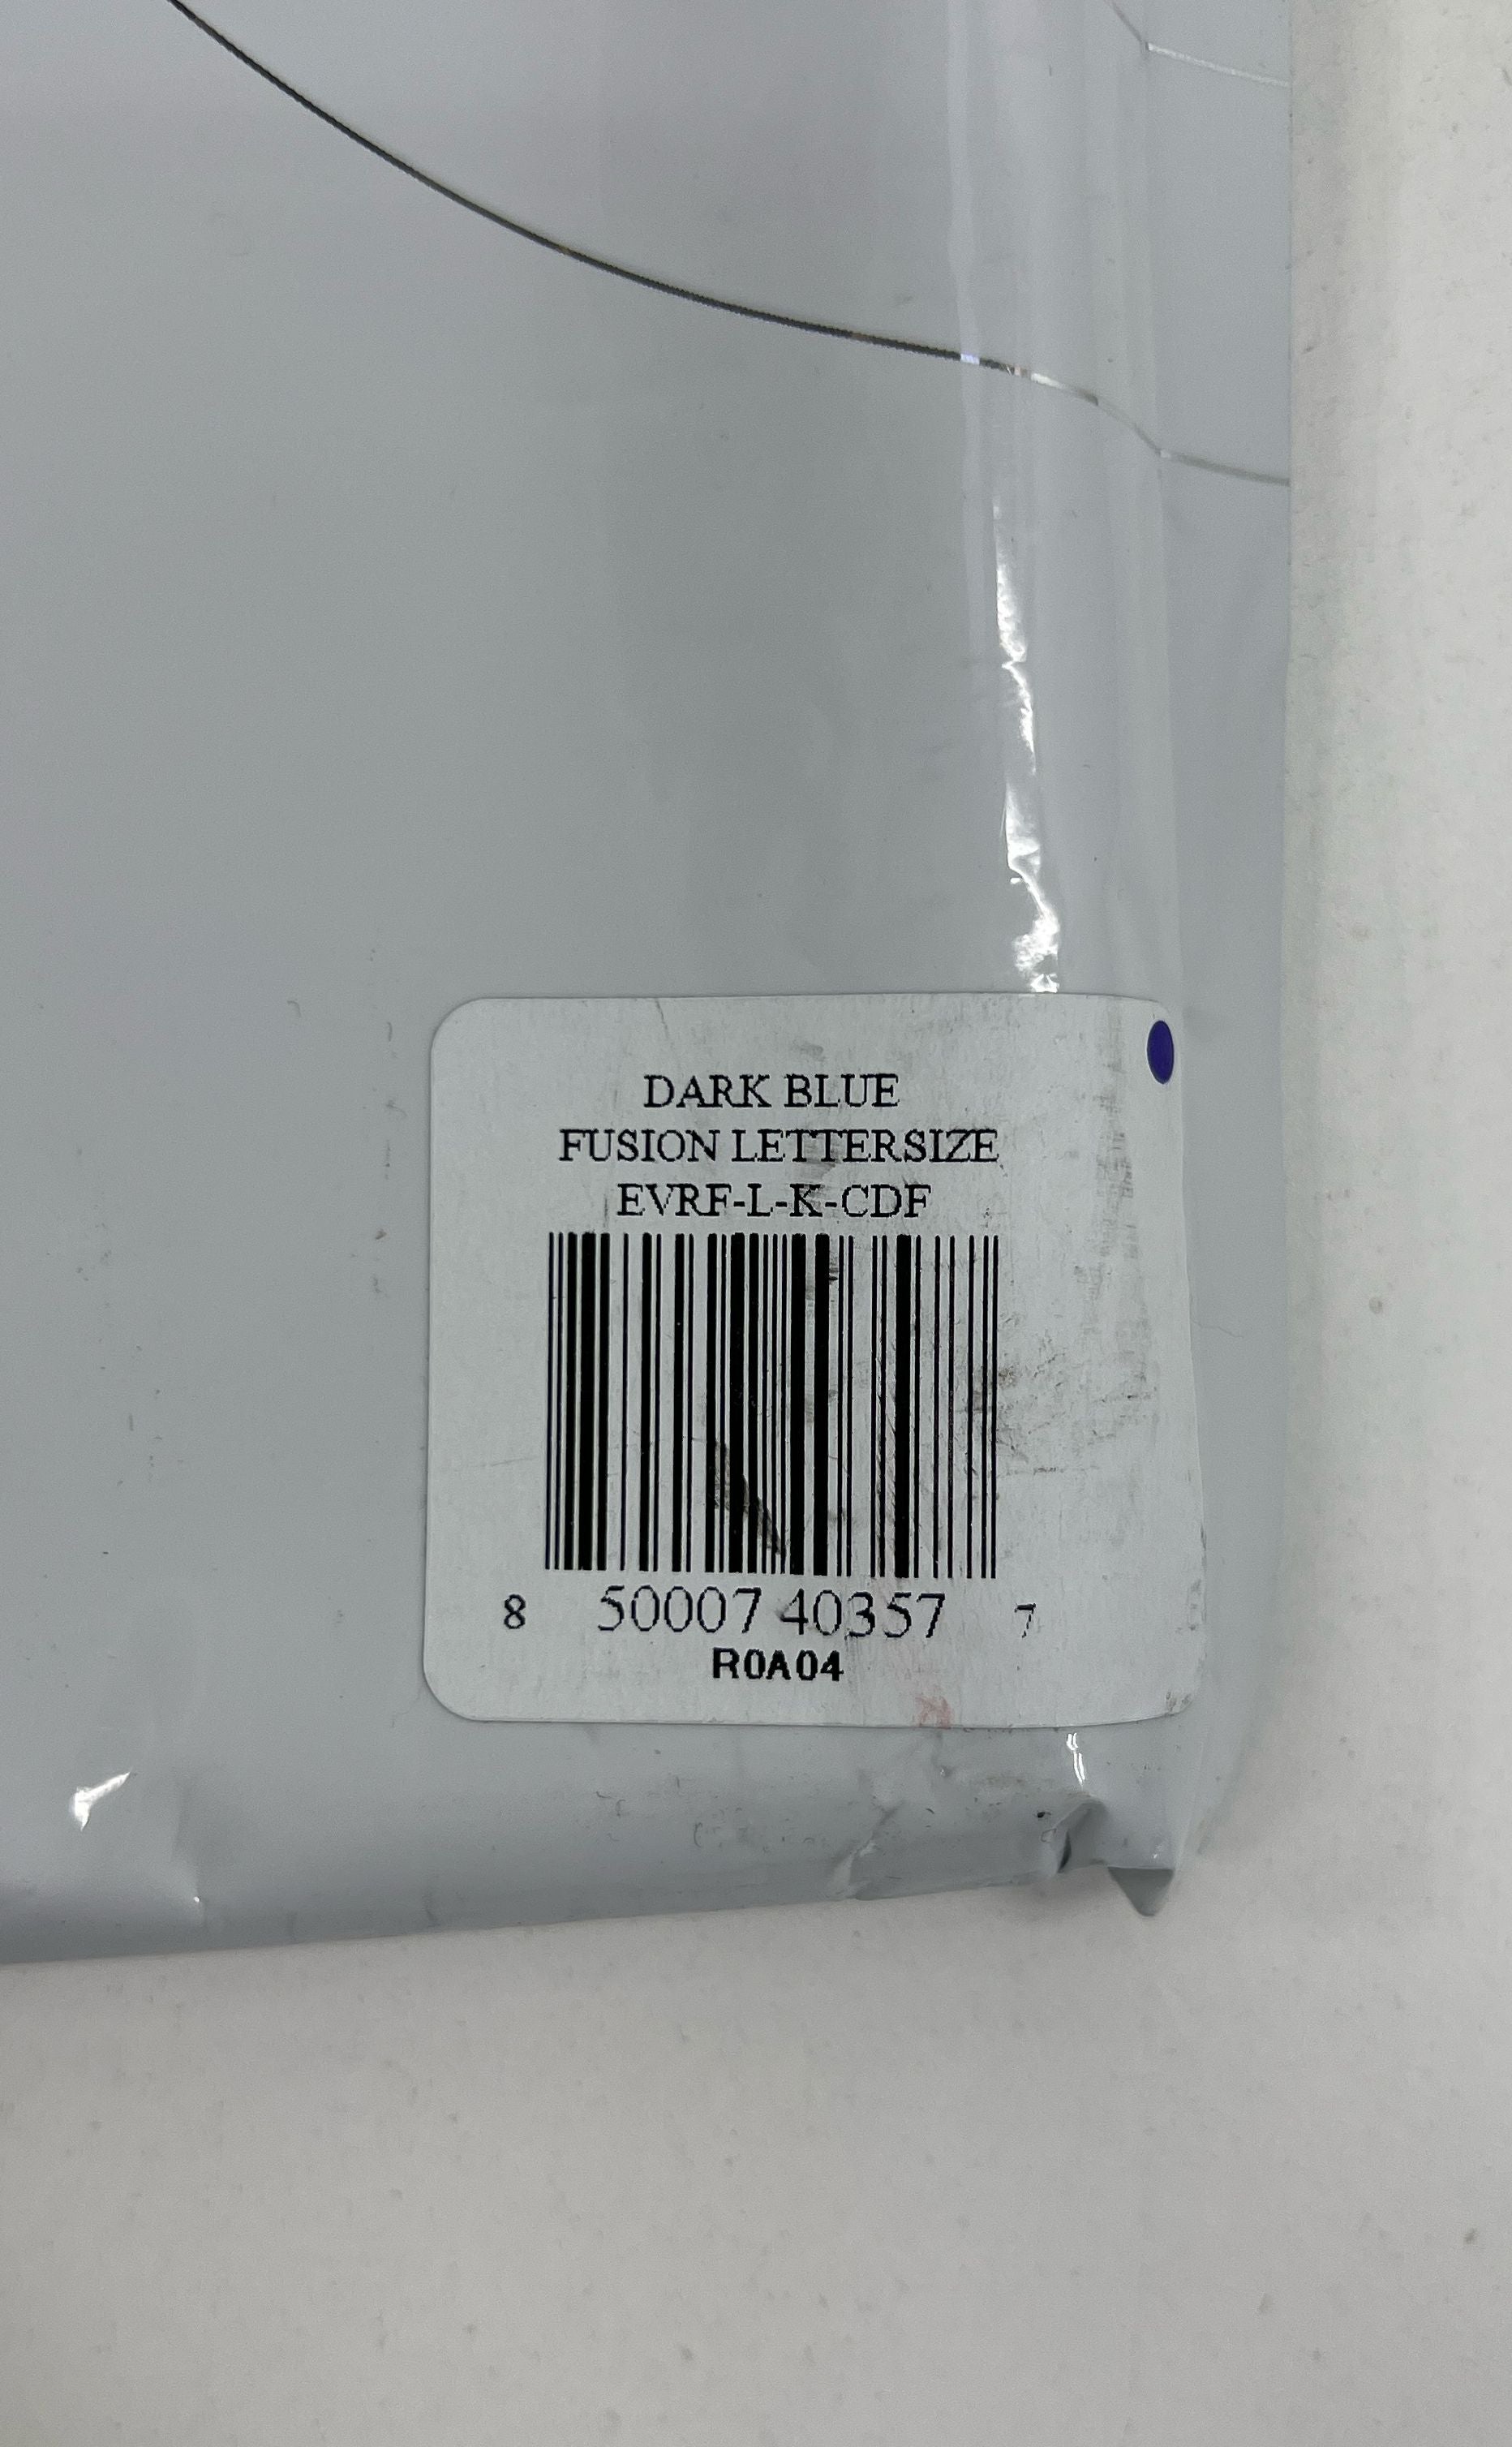 DARK BLUE
FUSION LETTERSIZE
EVRF-L-K-CDF
8 50007 40357 7
R0A04